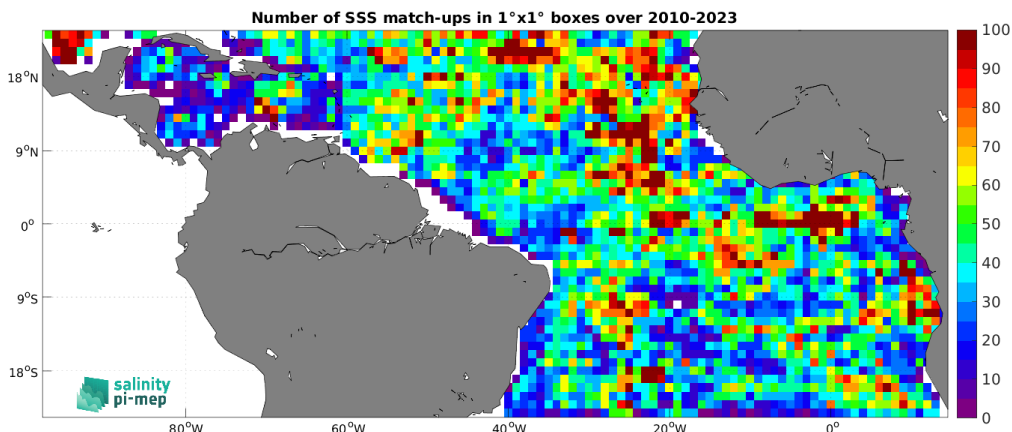 Number of SSS match-ups in 1°x1° boxes over 2010-2023
100
90
80
70
60
50
40
30
20
10
0
18°N
9°N
0°
9°S
18°S
80°W
60°W
40°W
20°W
0°
salinity
pi-mep